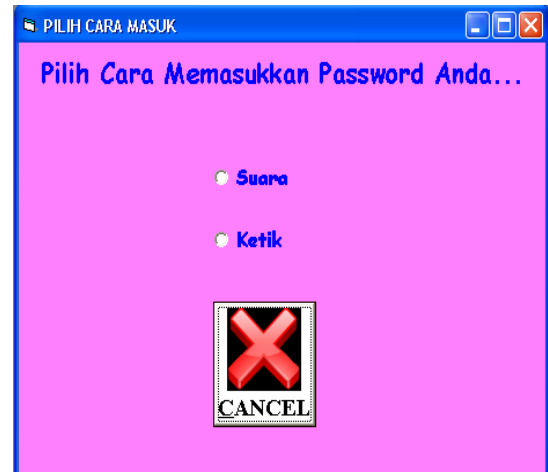 PILIH CARA MASUK
Pilih Cara Memasukkan Password Anda...
Suara
Ketik
CANCEL